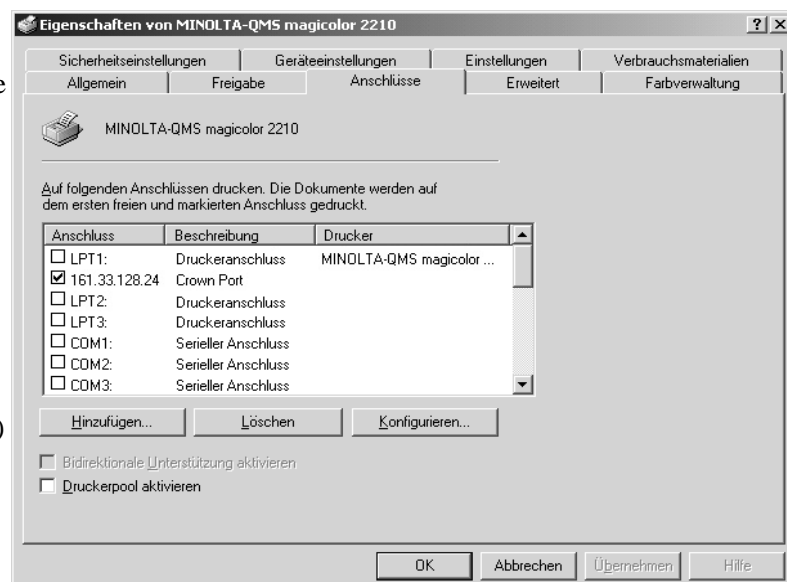 Eigenschaften von MINOLTA-QMS magicolor 2210
Sicherheitseinstellungen Geräteeinstellungen Einstellungen Verbrauchsmaterialien
e
Allgemein Freigabe Anschlüsse Erweitert Farbverwaltung
MINOLTA-QMS magicolor 2210
Auf folgenden Anschlüssen drucken. Die Dokumente werden auf
dem ersten freien und markierten Anschluss gedruckt.
Anschluss Beschreibung Drucker
LPT1: Druckeranschluss MINOLTA-QMS magicolor ...
161.33.128.24 Crown Port
LPT2: Druckeranschluss
LPT3: Druckeranschluss
COM1: Serieller Anschluss
COM2: Serieller Anschluss
COM3: Serieller Anschluss
Hinzufügen... Löschen Konfigurieren...
)
Bidirektionale Unterstützung aktivieren
Druckerpool aktivieren
OK Abbrechen Übernehmen Hilfe